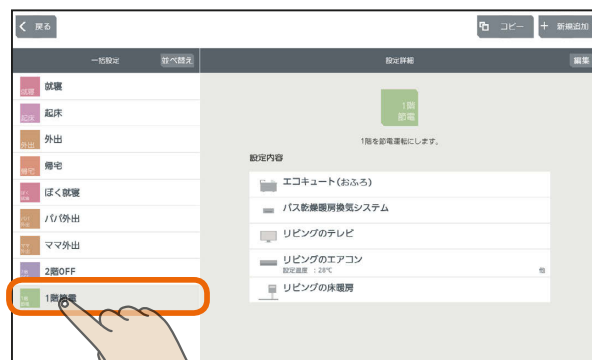 戻る
コピー
新規追加
一括設定
並べ替え
設定詳細
編集
就寝
就寝
起床
起床
外出
外出
帰宅
帰宅
ぼく就寝
パパ外出
ママ外出
2階OFF
1階節電
1階
節電
1階を節電運転にします。
設定内容
エコキュート(おふろ)
バス乾燥暖房換気システム
リビングのテレビ
リビングのエアコン
設定温度 : 28℃
他
リビングの床暖房